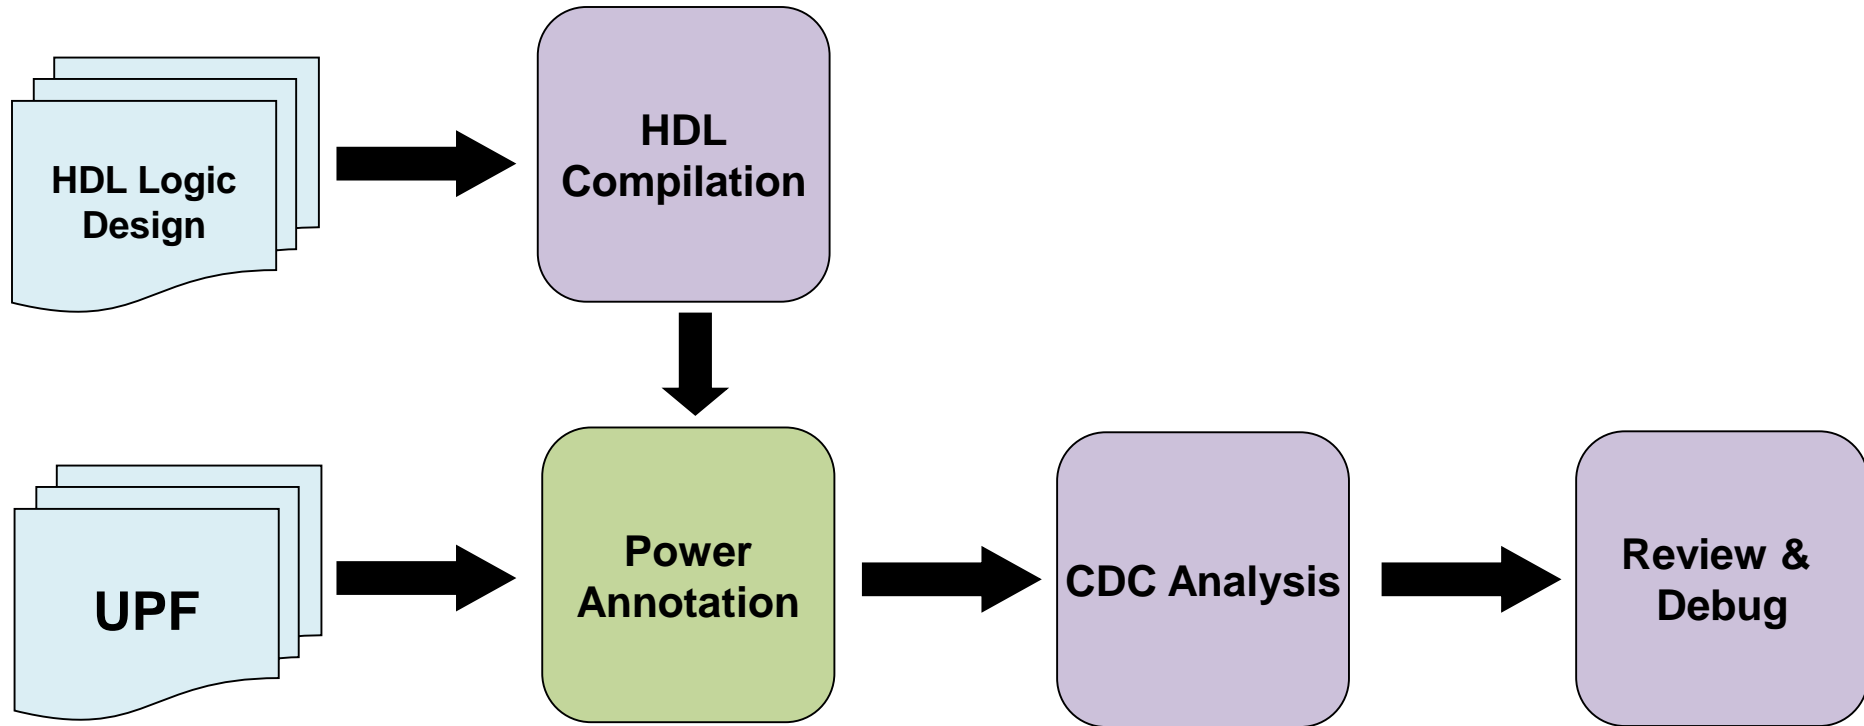 HDL Logic
Design
HDL
Compilation
UPF
Power
Annotation
CDC Analysis
Review &
Debug